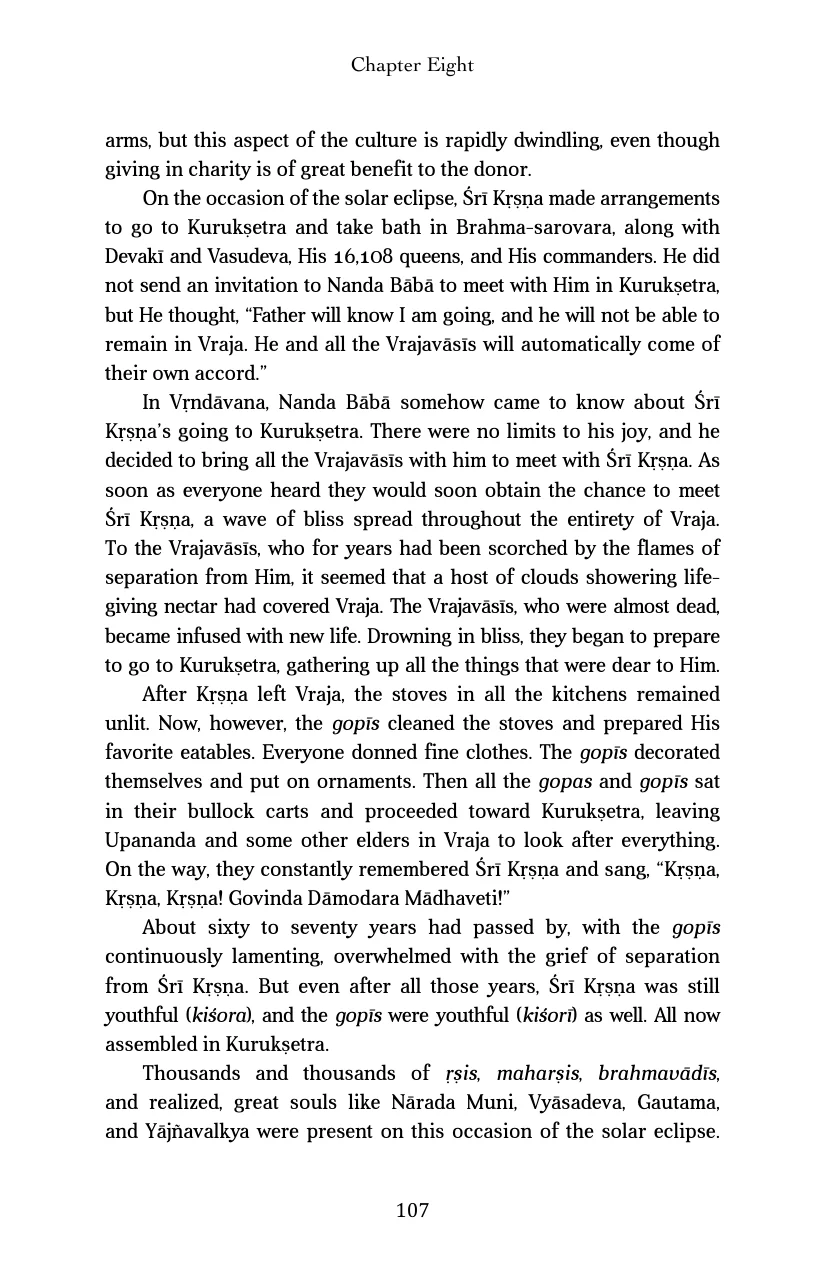 Chapter Eight
arms, but this aspect of the culture is rapidly dwindling, even though
giving in charity is of great benefit to the donor.
On the occasion of the solar eclipse, Śrī Kṛṣṇa made arrangements
to go to Kurukṣetra and take bath in Brahma-sarovara, along with
Devakī and Vasudeva, His 16,108 queens, and His commanders. He did
not send an invitation to Nanda Bābā to meet with Him in Kurukṣetra,
but He thought, “Father will know I am going, and he will not be able to
remain in Vraja. He and all the Vrajavāsīs will automatically come of
their own accord.”
In Vṛndāvana, Nanda Bābā somehow came to know about Śrī
Kṛṣṇa’s going to Kurukṣetra. There were no limits to his joy, and he
decided to bring all the Vrajavāsīs with him to meet with Śrī Kṛṣṇa. As
soon as everyone heard they would soon obtain the chance to meet
Śrī Kṛṣṇa, a wave of bliss spread throughout the entirety of Vraja.
To the Vrajavāsīs, who for years had been scorched by the flames of
separation from Him, it seemed that a host of clouds showering life-
giving nectar had covered Vraja. The Vrajavāsīs, who were almost dead,
became infused with new life. Drowning in bliss, they began to prepare
to go to Kurukṣetra, gathering up all the things that were dear to Him.
After Kṛṣṇa left Vraja, the stoves in all the kitchens remained
unlit. Now, however, the gopīs cleaned the stoves and prepared His
favorite eatables. Everyone donned fine clothes. The gopīs decorated
themselves and put on ornaments. Then all the gopas and gopīs sat
in their bullock carts and proceeded toward Kurukṣetra, leaving
Upananda and some other elders in Vraja to look after everything.
On the way, they constantly remembered Śrī Kṛṣṇa and sang, “Kṛṣṇa,
Kṛṣṇa, Kṛṣṇa! Govinda Dāmodara Mādhaveti!”
About sixty to seventy years had passed by, with the gopīs
continuously lamenting, overwhelmed with the grief of separation
from Śrī Kṛṣṇa. But even after all those years, Śrī Kṛṣṇa was still
youthful (kiśora), and the gopīs were youthful (kiśorī) as well. All now
assembled in Kurukṣetra.
Thousands and thousands of ṛṣis, maharṣis, brahmavādīs,
and realized, great souls like Nārada Muni, Vyāsadeva, Gautama,
and Yājñavalkya were present on this occasion of the solar eclipse.
107